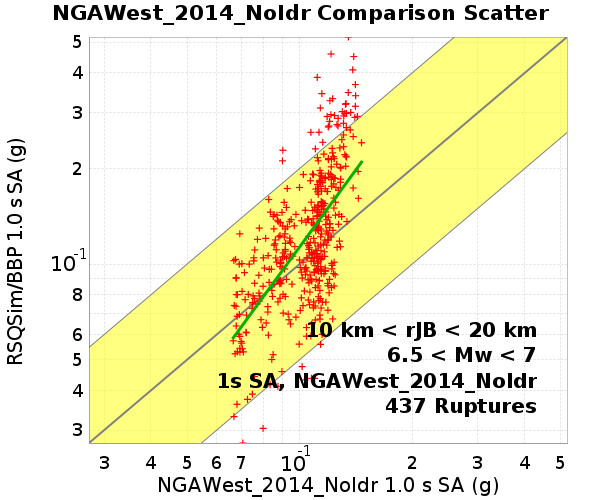 NGAWest_2014_NoIdr Comparison Scatter
RSQSim/BBP 1.0 s SA (g)
5
4
3
2
10-1
8
6
5
4
3
10 km < rJB < 20 km
6.5 < Mw < 7
1s SA, NGAWest_2014_NoIdr
437 Ruptures
3 4 5 6 7 10-1 2 3 4 5
NGAWest_2014_NoIdr 1.0 s SA (g)